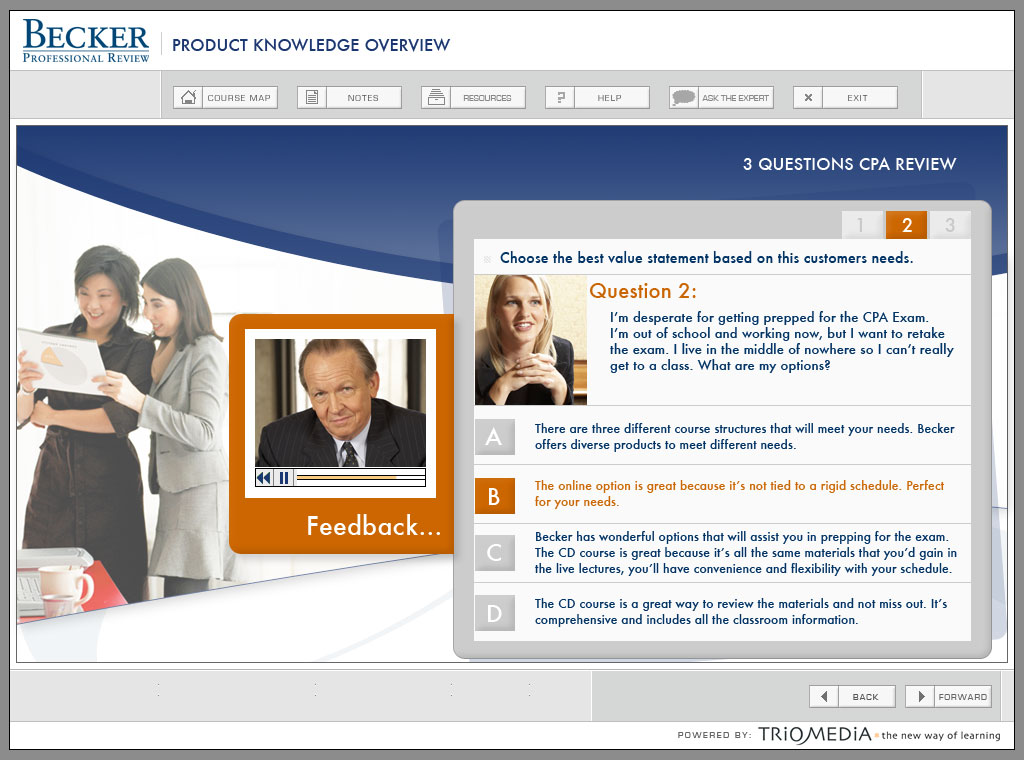 BECKER
PROFESSIONAL REVIEW
PRODUCT KNOWLEDGE OVERVIEW
COURSE MAP
NOTES
RESOURCES
? HELP
ASK THE EXPERT
EXIT
3 QUESTIONS CPA REVIEW
1 2 3
Choose the best value statement based on this customers needs.
Question 2:
I'm desperate for getting prepped for the CPA Exam.
I'm out of school and working now, but I want to retake
the exam. I live in the middle of nowhere so I can't really
get to a class. What are my options?
A
There are three different course structures that will meet your needs. Becker
offers diverse products to meet different needs.
B
The online option is great because it's not tied to a rigid schedule. Perfect
for your needs.
C
Becker has wonderful options that will assist you in prepping for the exam.
The CD course is great because it's all the same materials that you'd gain in
the live lectures, you'll have convenience and flexibility with your schedule.
D
The CD course is a great way to review the materials and not miss out. It's
comprehensive and includes all the classroom information.
Feedback...
BACK
FORWARD
POWERED BY: TRIOMEDIA the new way of learning